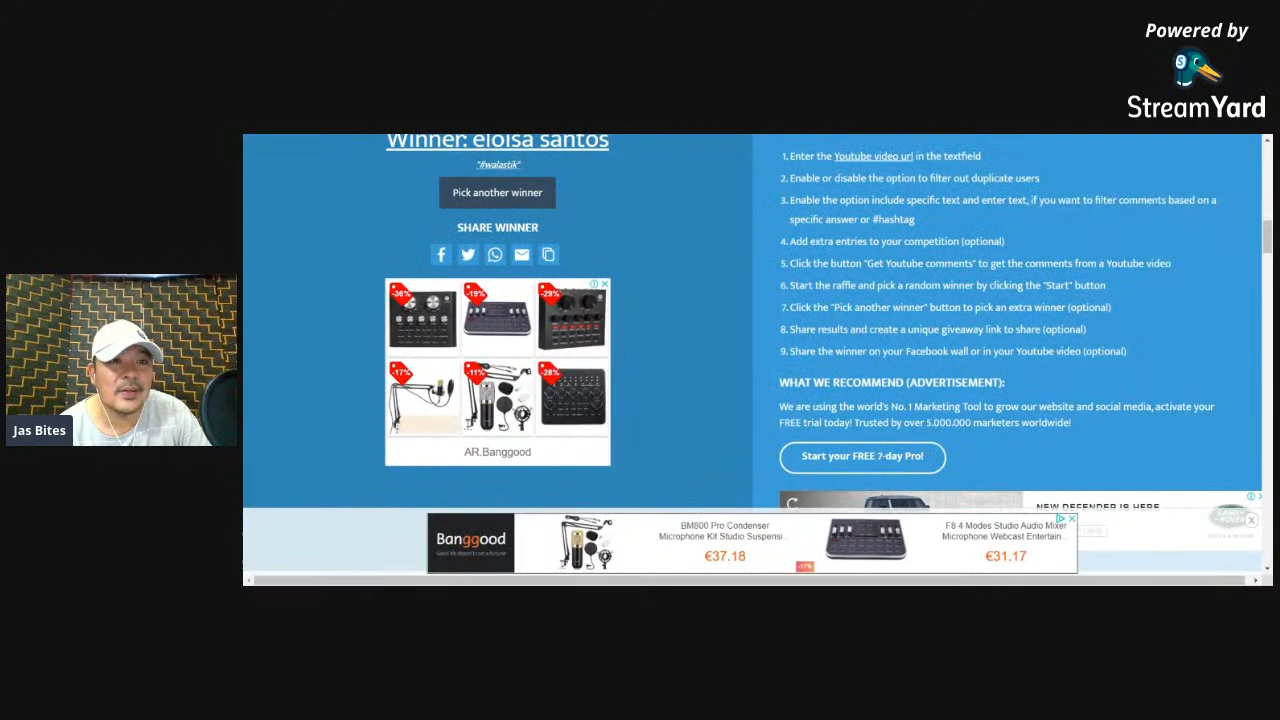 Powered by
StreamYard
Winner: eloisa santos
"#walastik"
Pick another winner
SHARE WINNER
-36%
-19%
-29%
-17%
-11%
-28%
AR.Banggood
1. Enter the Youtube video url in the textfield
2. Enable or disable the option to filter out duplicate users
3. Enable the option include specific text and enter text, if you want to filter comments based on a
specific answer or #hashtag
4. Add extra entries to your competition (optional)
5. Click the button "Get Youtube comments" to get the comments from a Youtube video
6. Start the raffle and pick a random winner by clicking the "Start" button
7. Click the "Pick another winner" button to pick an extra winner (optional)
8. Share results and create a unique giveaway link to share (optional)
9. Share the winner on your Facebook wall or in your Youtube video (optional)
WHAT WE RECOMMEND (ADVERTISEMENT):
We are using the world's No. 1 Marketing Tool to grow our website and social media, activate your
FREE trial today! Trusted by over 5.000.000 marketers worldwide!
Start your FREE 7-day Pro!
NEW DEFENDER IS HERE
Jas Bites
Banggood
BM800 Pro Condenser
Microphone Kit Studio Suspensi...
€37.18
-17%
F8 4 Modes Studio Audio Mixer
Microphone Webcast Entertain...
€31.17